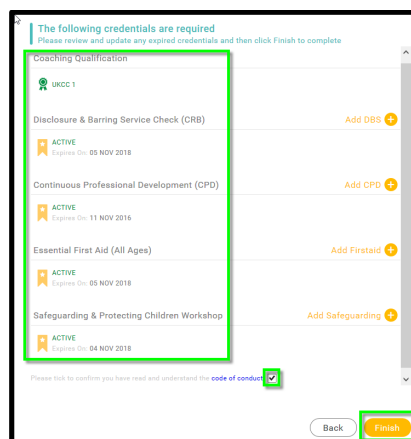 The following credentials are required
Please review and update any expired credentials and then click Finish to complete
Coaching Qualification
UKCC 1
Disclosure & Barring Service Check (CRB) Add DBS
ACTIVE
Expires On: 05 NOV 2018
Continuous Professional Development (CPD) Add CPD
ACTIVE
Expires On: 11 NOV 2016
Essential First Aid (All Ages) Add Firstaid
ACTIVE
Expires On: 05 NOV 2018
Safeguarding & Protecting Children Workshop Add Safeguarding
ACTIVE
Expires On: 04 NOV 2018
Please tick to confirm you have read and understand the code of conduct
Back Finish